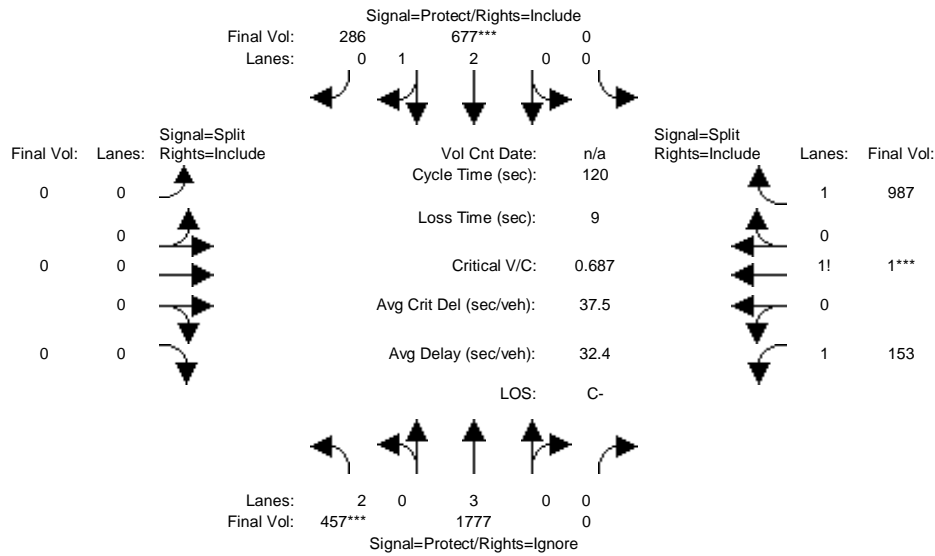 Signal=Protect/Rights=Include
Final Vol: 286 677*** 0
Lanes: 0 1 2 0 0
Signal=Split Signal=Split
Final Vol: Lanes: Rights=Include Vol Cnt Date: n/a Rights=Include Lanes: Final Vol:
Cycle Time (sec): 120
0 0 1 987
Loss Time (sec): 9
0 0
0 0 Critical V/C: 0.687 1! 1***
0 Avg Crit Del (sec/veh): 37.5 0
0 0 Avg Delay (sec/veh): 32.4 1 153
LOS: C-
Lanes: 2 0 3 0 0
Final Vol: 457*** 1777 0
Signal=Protect/Rights=Ignore